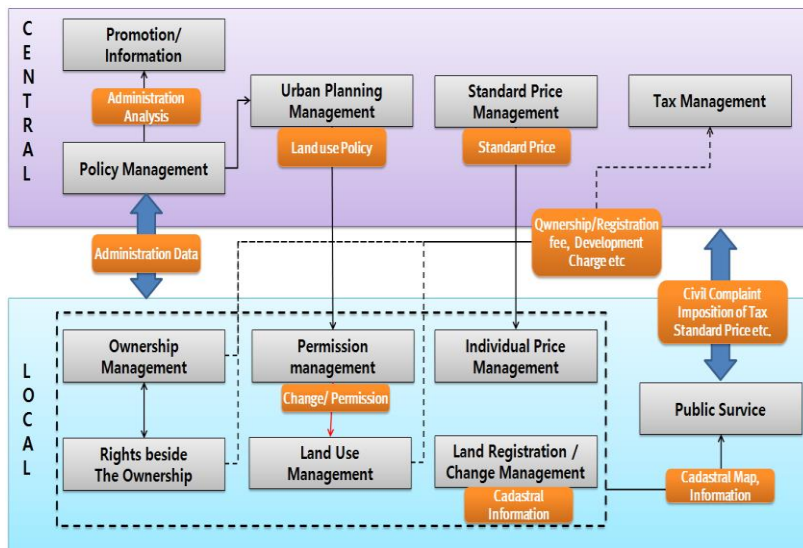 CENTRAL
Promotion/
Information
Administration
Analysis
Policy Management
Urban Planning
Management
Land use Policy
Standard Price
Management
Standard Price
Tax Management
Administration Data
Qwnership/Registration
fee, Development
Charge etc
Civil Complaint
Imposition of Tax
Standard Price etc.
LOCAL
Ownership
Management
Permission
management
Change/ Permission
Individual Price
Management
Public Service
Rights beside
The Ownership
Land Use
Management
Land Registration /
Change Management
Cadastral
Information
Cadastral Map,
Information